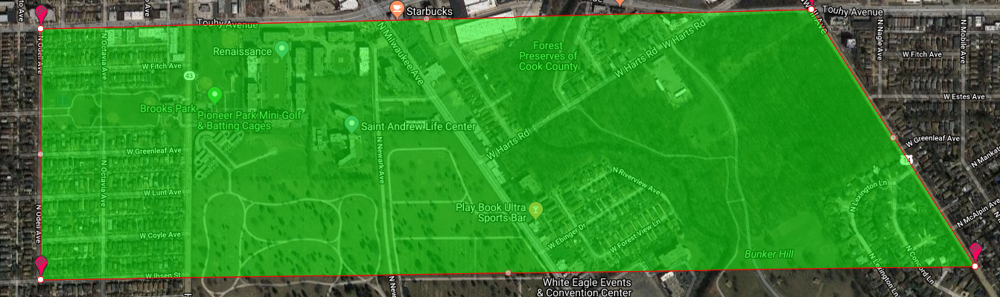 Starbucks
Touhy Avenue
Touhy Avenue
N Milwaukee Ave
N Odell Ave
N Octavia Ave
Renaissance
Forest
Preserves of
Cook County
W Harts Rd
W Harts Rd
N Nagle Ave
N Mobile Ave
W Fitch Ave
W Fitch Ave
43
Brooks Park
Pioneer Park Mini-Golf
& Batting Cages
W Estes Ave
Saint Andrew Life Center
W Greenleaf Ave
W Greenleaf Ave
W Harts Rd
N Newark Ave
N Octavia Ave
N Riverview Ave
N Lexington Ln
W Lunt Ave
Play Book Ultra
Sports Bar
N Odell Ave
W Coyle Ave
W Ebinger Dr
W Forest View Ln
N McAlpin Ave
Bunker Hill
W Ibsen St
N Lexington Ln
N Concord Ln
White Eagle Events
& Convention Center